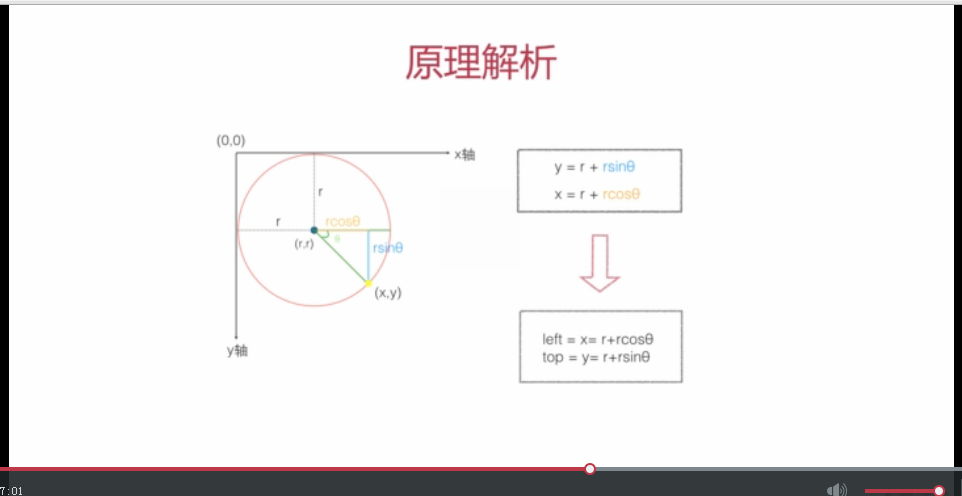 原理解析
(0,0)
x轴
r
r
rcosθ
(r,r)
θ
rsinθ
(x,y)
y轴
y = r + rsinθ
x = r + rcosθ
left = x= r+rcosθ
top = y= r+rsinθ
7:01